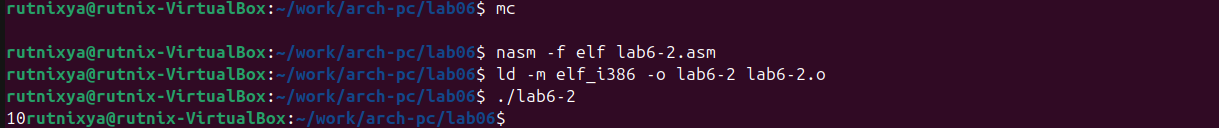 rutnixya@rutnix-VirtualBox:~/work/arch-pc/lab06$ mc
rutnixya@rutnix-VirtualBox:~/work/arch-pc/lab06$ nasm -f elf lab6-2.asm
rutnixya@rutnix-VirtualBox:~/work/arch-pc/lab06$ ld -m elf_i386 -o lab6-2 lab6-2.o
rutnixya@rutnix-VirtualBox:~/work/arch-pc/lab06$ ./lab6-2
10rutnixya@rutnix-VirtualBox:~/work/arch-pc/lab06$